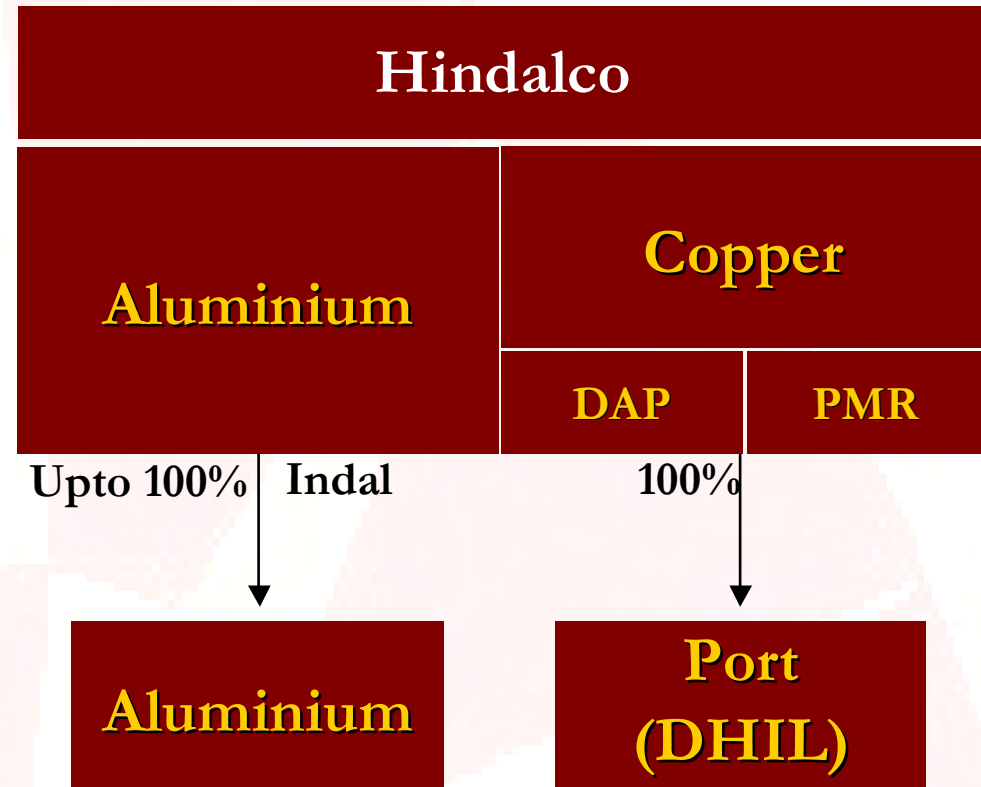 Hindalco
Aluminium
Copper
DAP
PMR
Upto 100%
Indal
100%
Aluminium
Port
(DHIL)